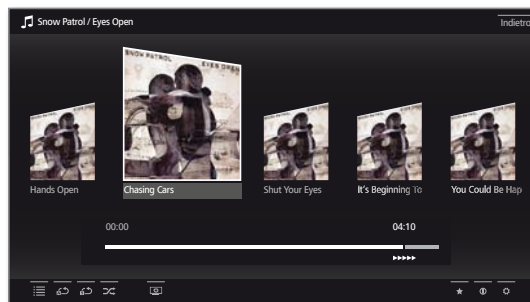 Snow Patrol / Eyes Open
Indietro
SNOW PATROL EYES OPEN
Hands Open
Chasing Cars
Shut Your Eyes
It's Beginning To
You Could Be Hap
00:00
04:10